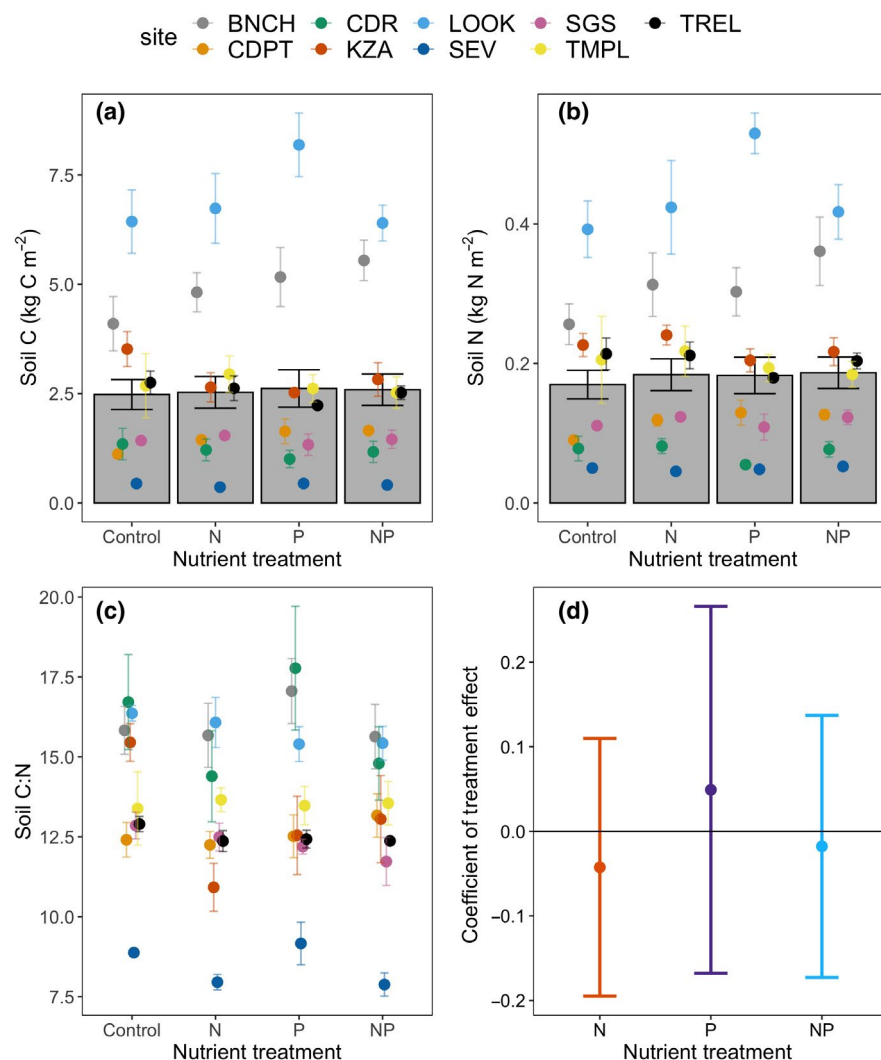 site
BNCH CDR LOOK SGS TREL
CDPT KZA SEV TMPL
(a)
Soil C (kg C m⁻²)
7.5
5.0
2.5
0.0
Control N P NP
Nutrient treatment
(b)
Soil N (kg N m⁻²)
0.4
0.2
0.0
Control N P NP
Nutrient treatment
(c)
Soil C:N
20.0
17.5
15.0
12.5
10.0
7.5
Control N P NP
Nutrient treatment
(d)
Coefficient of treatment effect
0.2
0.1
0.0
−0.1
−0.2
N P NP
Nutrient treatment